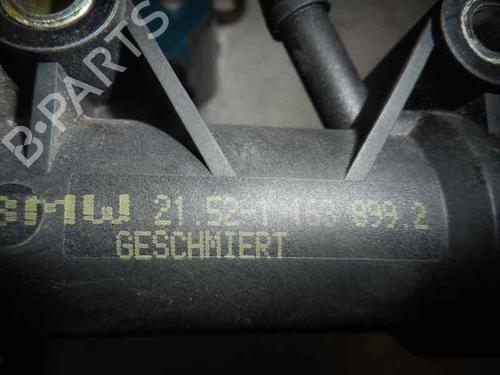 B-PARTS
BMW 21.52-1 163 999.2
GESCHMIERT